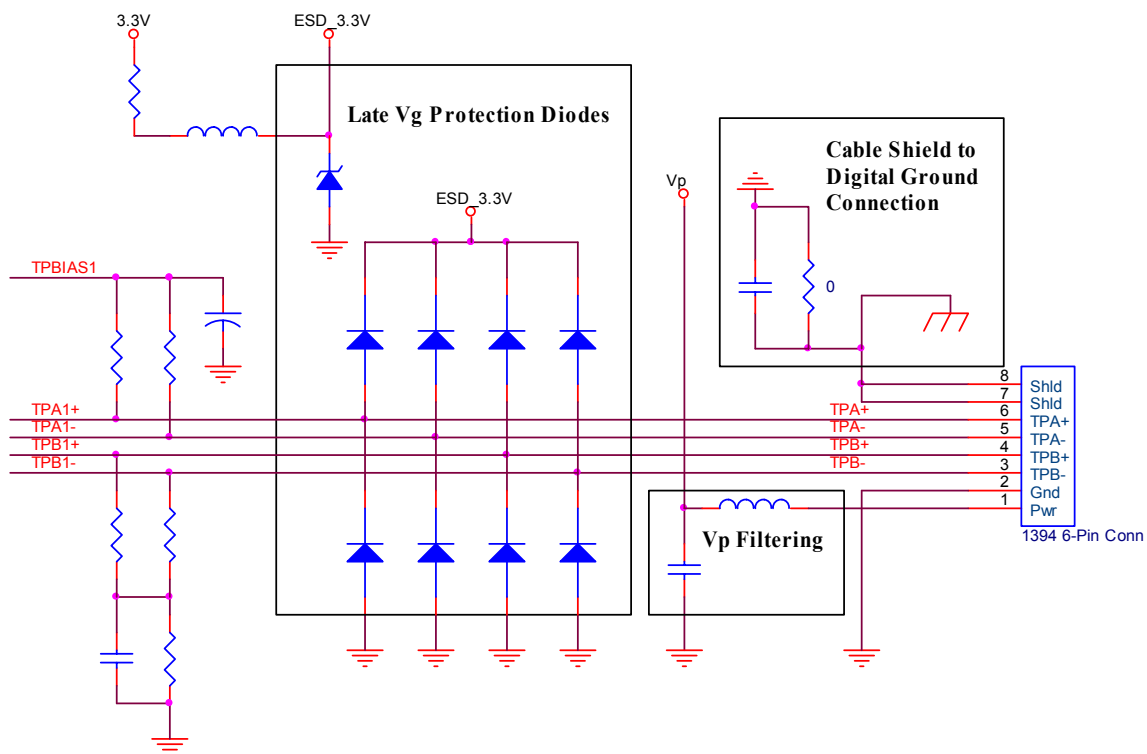 3.3V
ESD_3.3V
Late Vg Protection Diodes
Cable Shield to
Digital Ground
Connection
Vp
ESD_3.3V
TPBIAS1
0
8
Shld
7
Shld
TPA1+
TPA+
6
TPA+
TPA1-
TPA-
5
TPA-
TPB1+
TPB+
4
TPB+
TPB1-
TPB-
3
TPB-
2
Gnd
1
Pwr
Vp Filtering
1394 6-Pin Conn